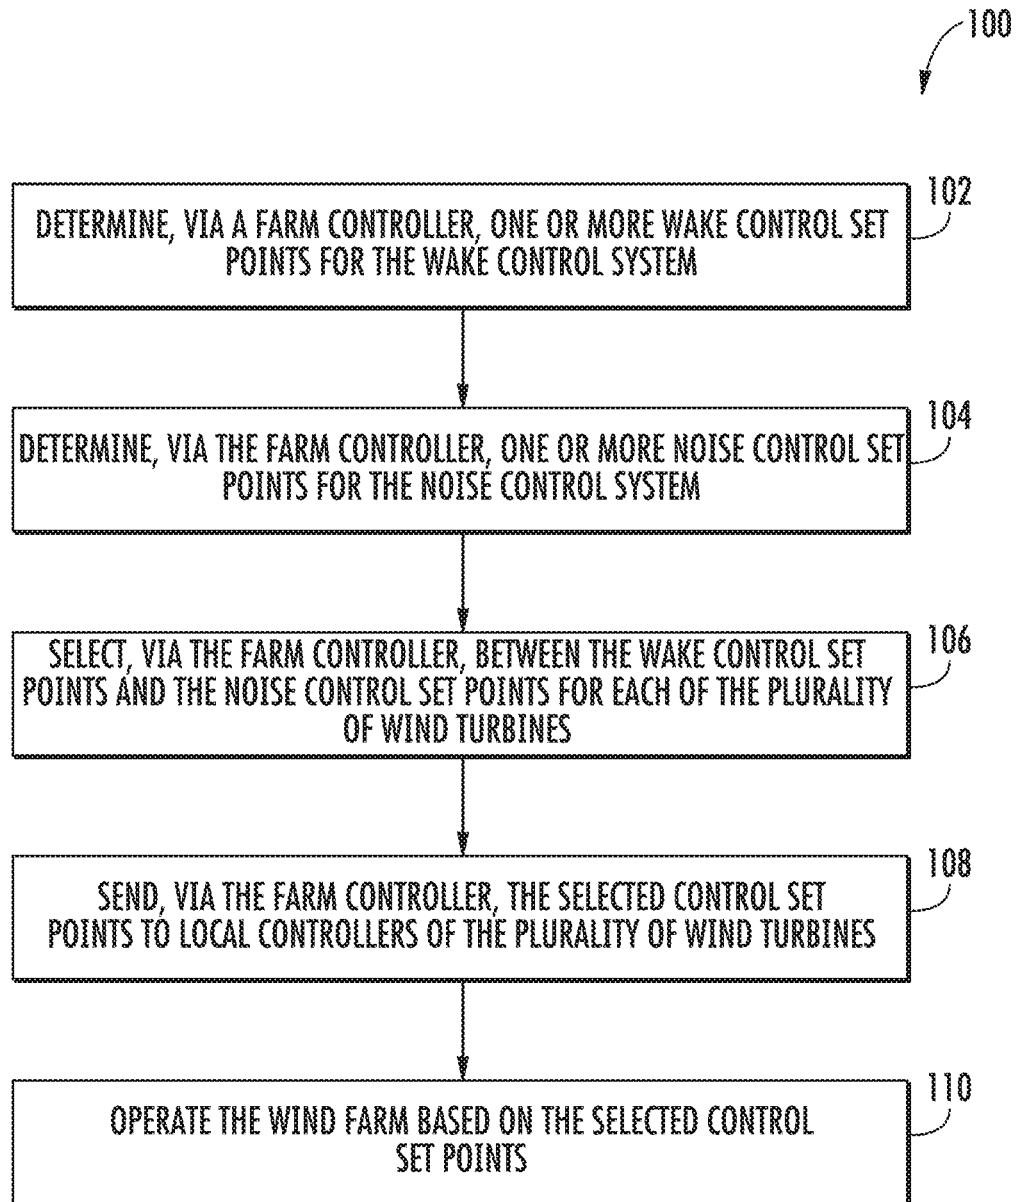 100
102
DETERMINE, VIA A FARM CONTROLLER, ONE OR MORE WAKE CONTROL SET
POINTS FOR THE WAKE CONTROL SYSTEM
104
DETERMINE, VIA THE FARM CONTROLLER, ONE OR MORE NOISE CONTROL SET
POINTS FOR THE NOISE CONTROL SYSTEM
106
SELECT, VIA THE FARM CONTROLLER, BETWEEN THE WAKE CONTROL SET
POINTS AND THE NOISE CONTROL SET POINTS FOR EACH OF THE PLURALITY
OF WIND TURBINES
108
SEND, VIA THE FARM CONTROLLER, THE SELECTED CONTROL SET
POINTS TO LOCAL CONTROLLERS OF THE PLURALITY OF WIND TURBINES
110
OPERATE THE WIND FARM BASED ON THE SELECTED CONTROL
SET POINTS